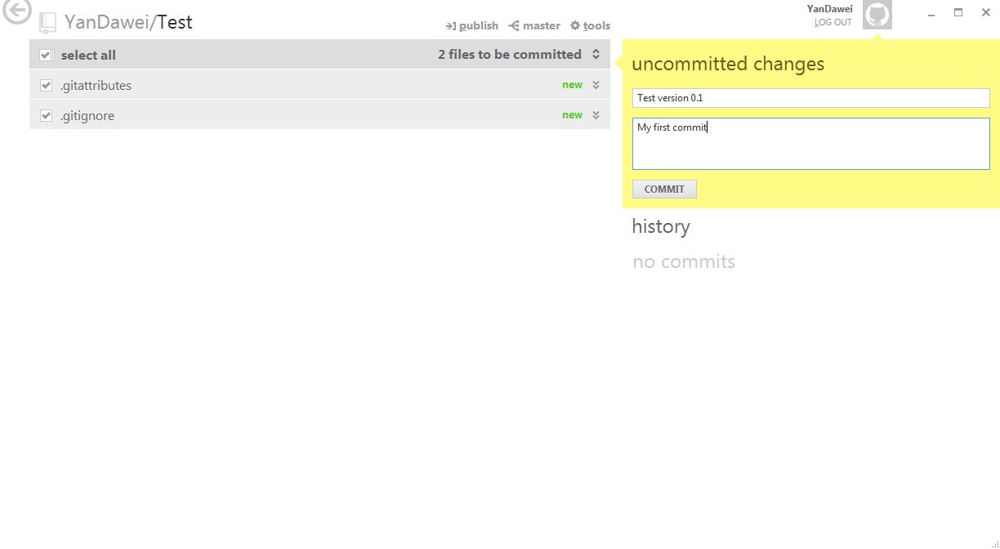 YanDawei/Test
publish master tools
YanDawei
LOG OUT
select all 2 files to be committed
.gitattributes new
.gitignore new
uncommitted changes
Test version 0.1
My first commit
COMMIT
history
no commits